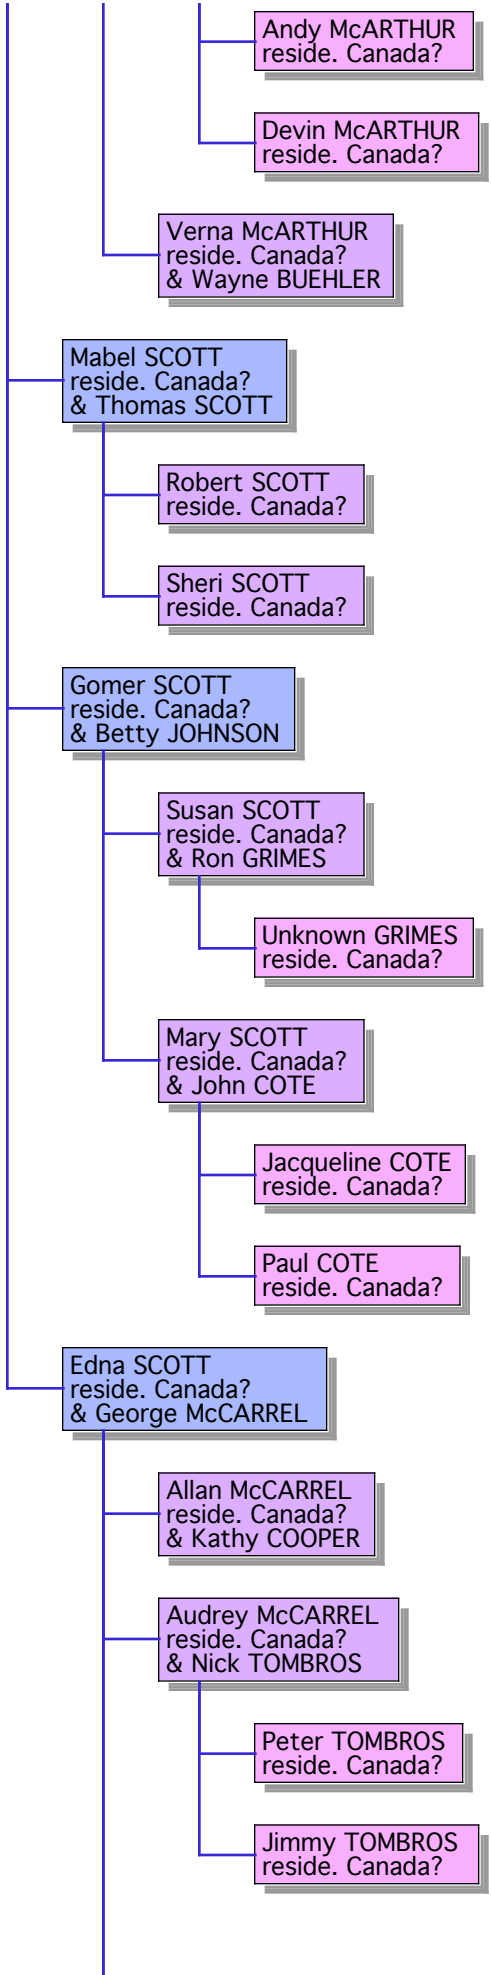 Andy McARTHUR
reside. Canada?
Devin McARTHUR
reside. Canada?
Verna McARTHUR
reside. Canada?
& Wayne BUEHLER
Mabel SCOTT
reside. Canada?
& Thomas SCOTT
Robert SCOTT
reside. Canada?
Sheri SCOTT
reside. Canada?
Gomer SCOTT
reside. Canada?
& Betty JOHNSON
Susan SCOTT
reside. Canada?
& Ron GRIMES
Unknown GRIMES
reside. Canada?
Mary SCOTT
reside. Canada?
& John COTE
Jacqueline COTE
reside. Canada?
Paul COTE
reside. Canada?
Edna SCOTT
reside. Canada?
& George McCARREL
Allan McCARREL
reside. Canada?
& Kathy COOPER
Audrey McCARREL
reside. Canada?
& Nick TOMBROS
Peter TOMBROS
reside. Canada?
Jimmy TOMBROS
reside. Canada?